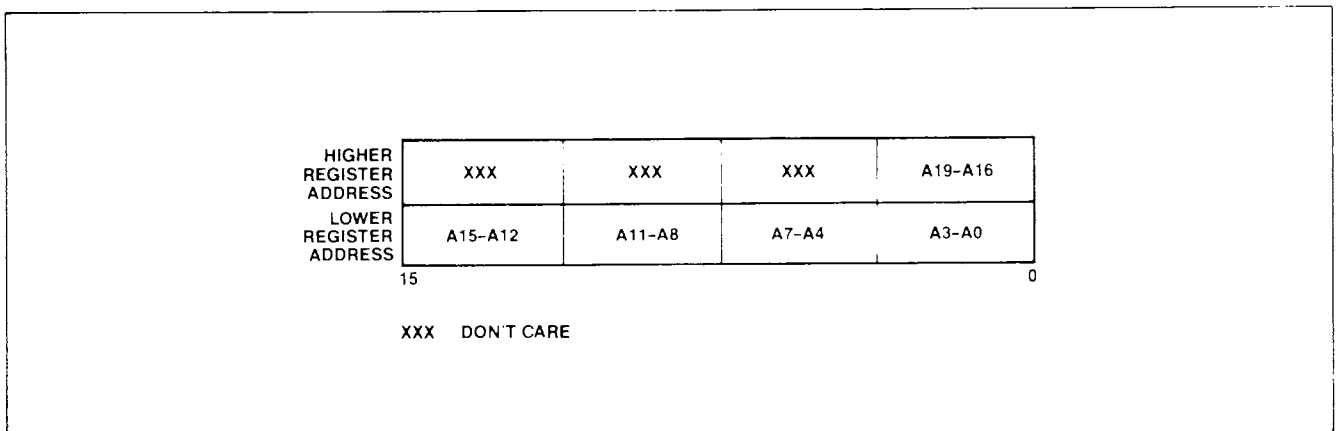 HIGHER
REGISTER
ADDRESS
XXX XXX XXX A19-A16
LOWER
REGISTER
ADDRESS
A15-A12 A11-A8 A7-A4 A3-A0
15 0
XXX DON'T CARE